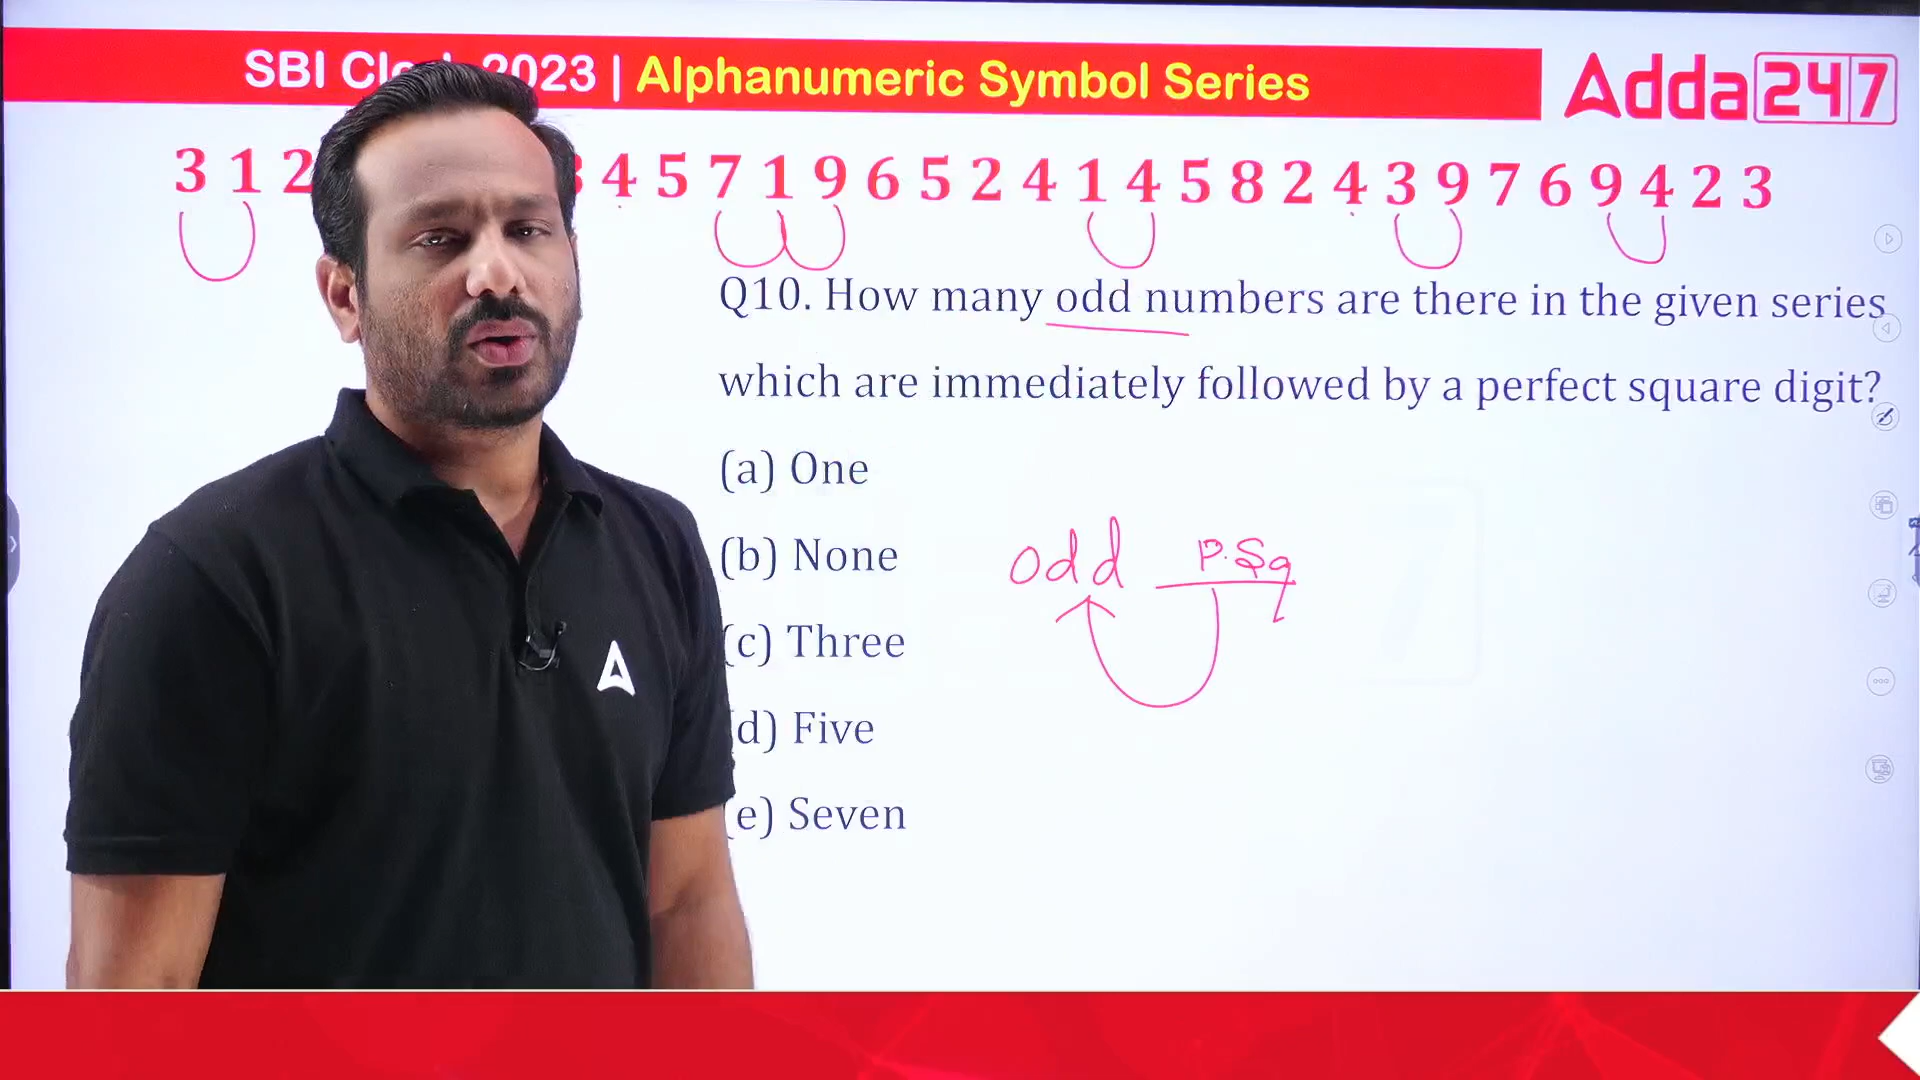 SBI 2023 | Alphanumeric Symbol Series
Adda247
3 1 2 4 5 7 1 9 6 5 2 4 1 4 5 8 2 4 3 9 7 6 9 4 2 3
Q10. How many odd numbers are there in the given series
which are immediately followed by a perfect square digit?
(a) One
(b) None
odd P.Sq
(c) Three
(d) Five
(e) Seven